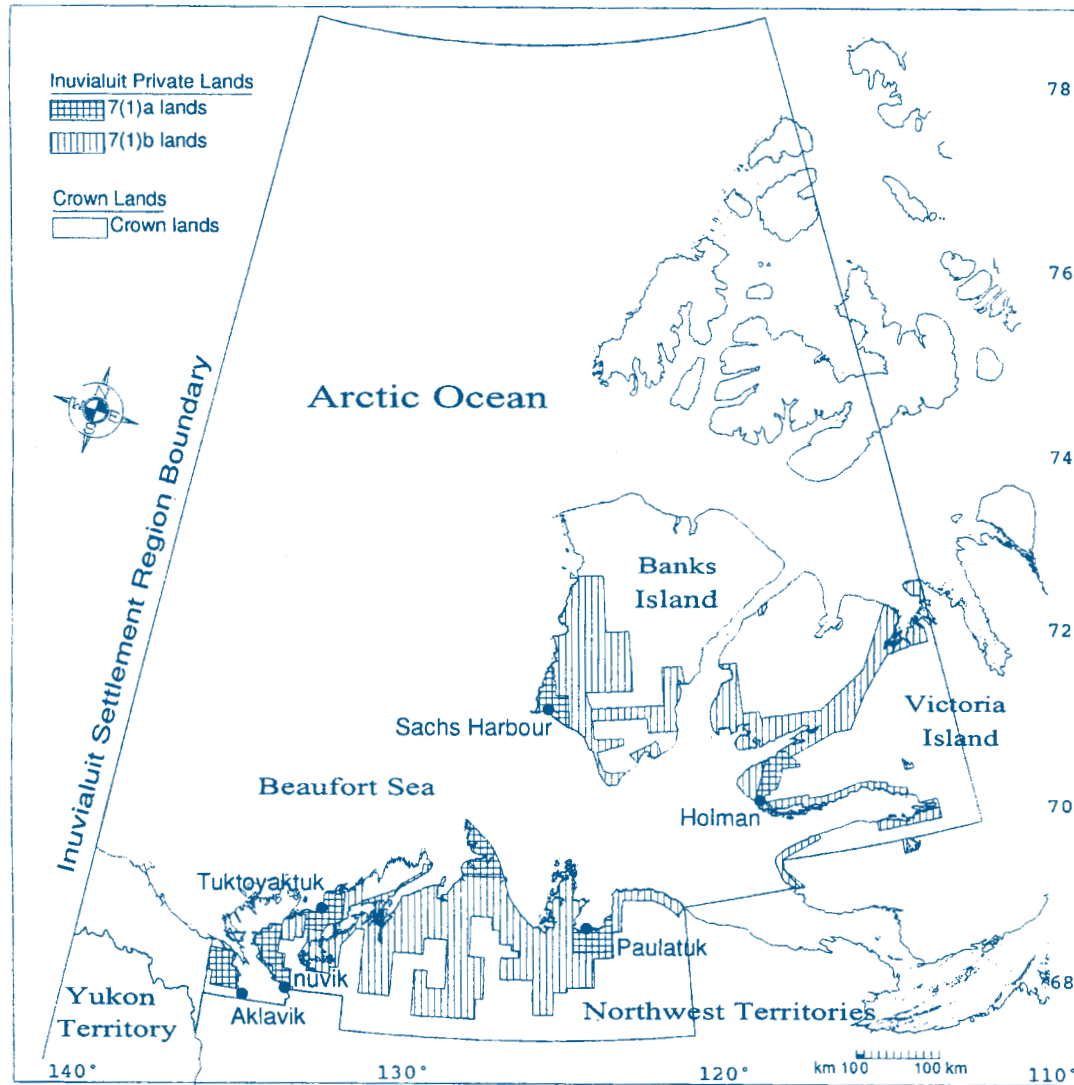 Inuvialuit Private Lands
7(1)a lands
7(1)b lands
Crown Lands
Crown lands
78
76
74
72
70
68
N
E
S
W
Arctic Ocean
Inuvialuit Settlement Region Boundary
Banks
Island
Sachs Harbour
Victoria
Island
Beaufort Sea
Holman
Tuktoyaktuk
Paulatuk
nuvik
Aklavik
Yukon
Territory
Northwest Territories
km 100 100 km
140°
130°
120°
110°